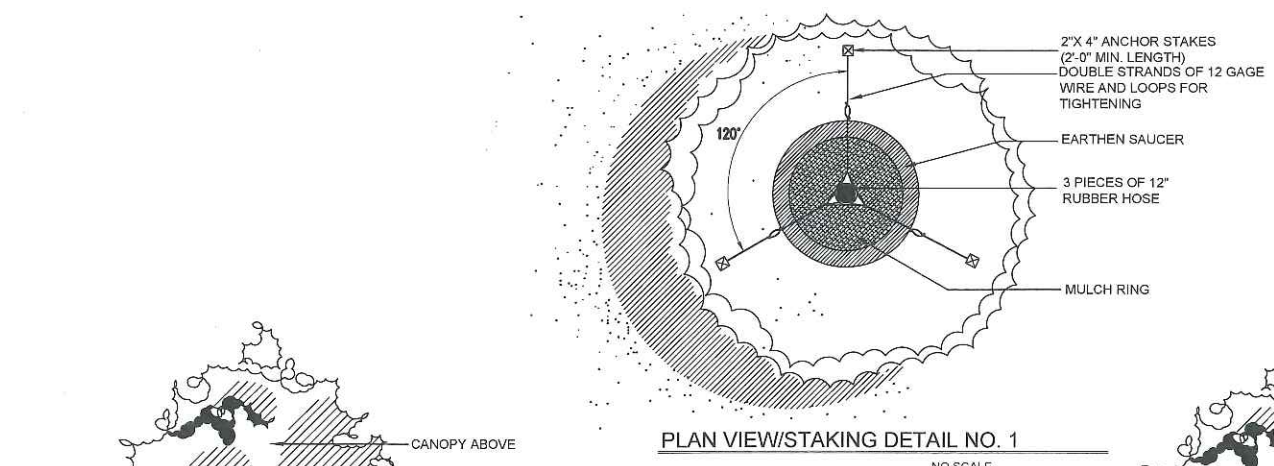 2"X 4" ANCHOR STAKES
(2'-0" MIN. LENGTH)
DOUBLE STRANDS OF 12 GAGE
WIRE AND LOOPS FOR
TIGHTENING
120°
EARTHEN SAUCER
3 PIECES OF 12"
RUBBER HOSE
MULCH RING
CANOPY ABOVE
PLAN VIEW/STAKING DETAIL NO. 1
NO SCALE